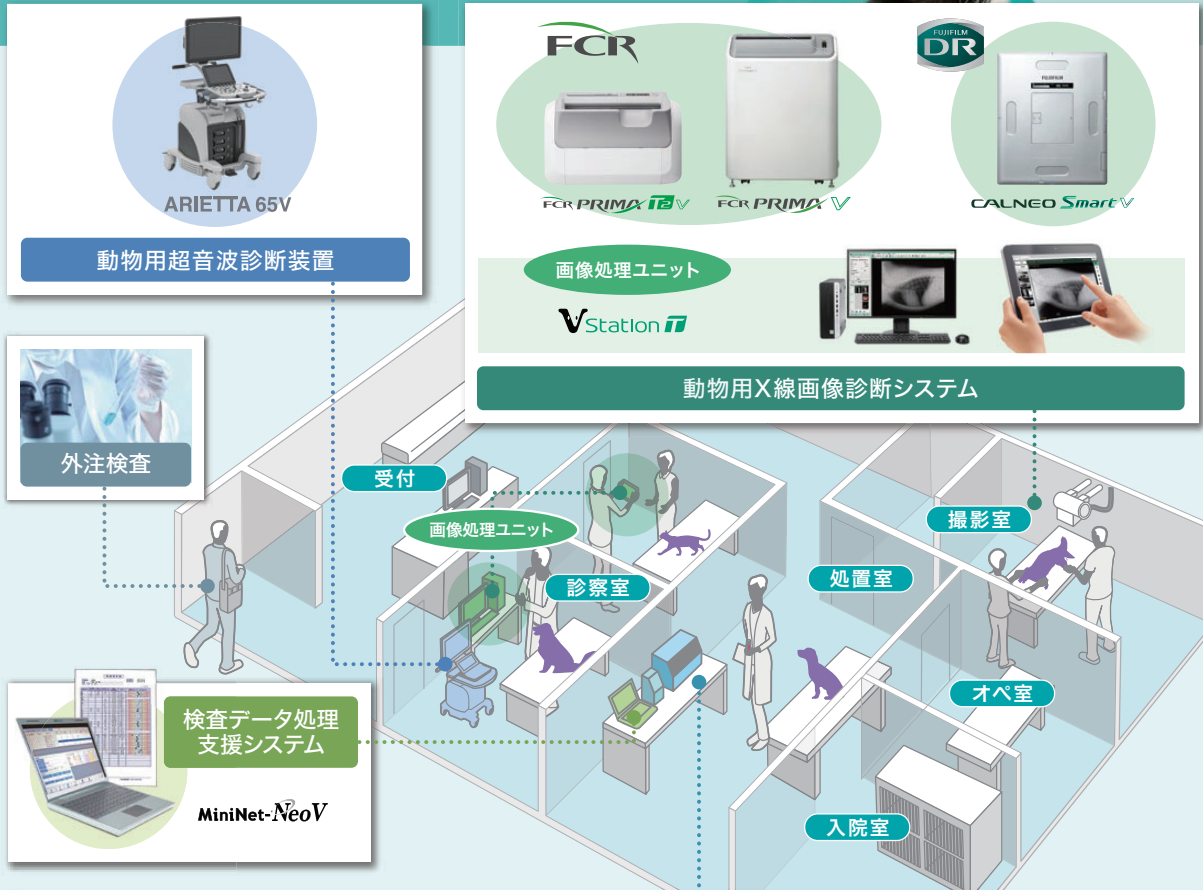 ARIETTA 65V
動物用超音波診断装置
FCR
FUJIFILM
DR
FUJIFILM
FCR PRIMA T2 V
FCR PRIMA V
CALNEO Smart V
画像処理ユニット
V Station T
動物用X線画像診断システム
外注検査
受付
画像処理ユニット
診察室
撮影室
処置室
オペ室
入院室
検査データ処理
支援システム
MiniNet-NeoV